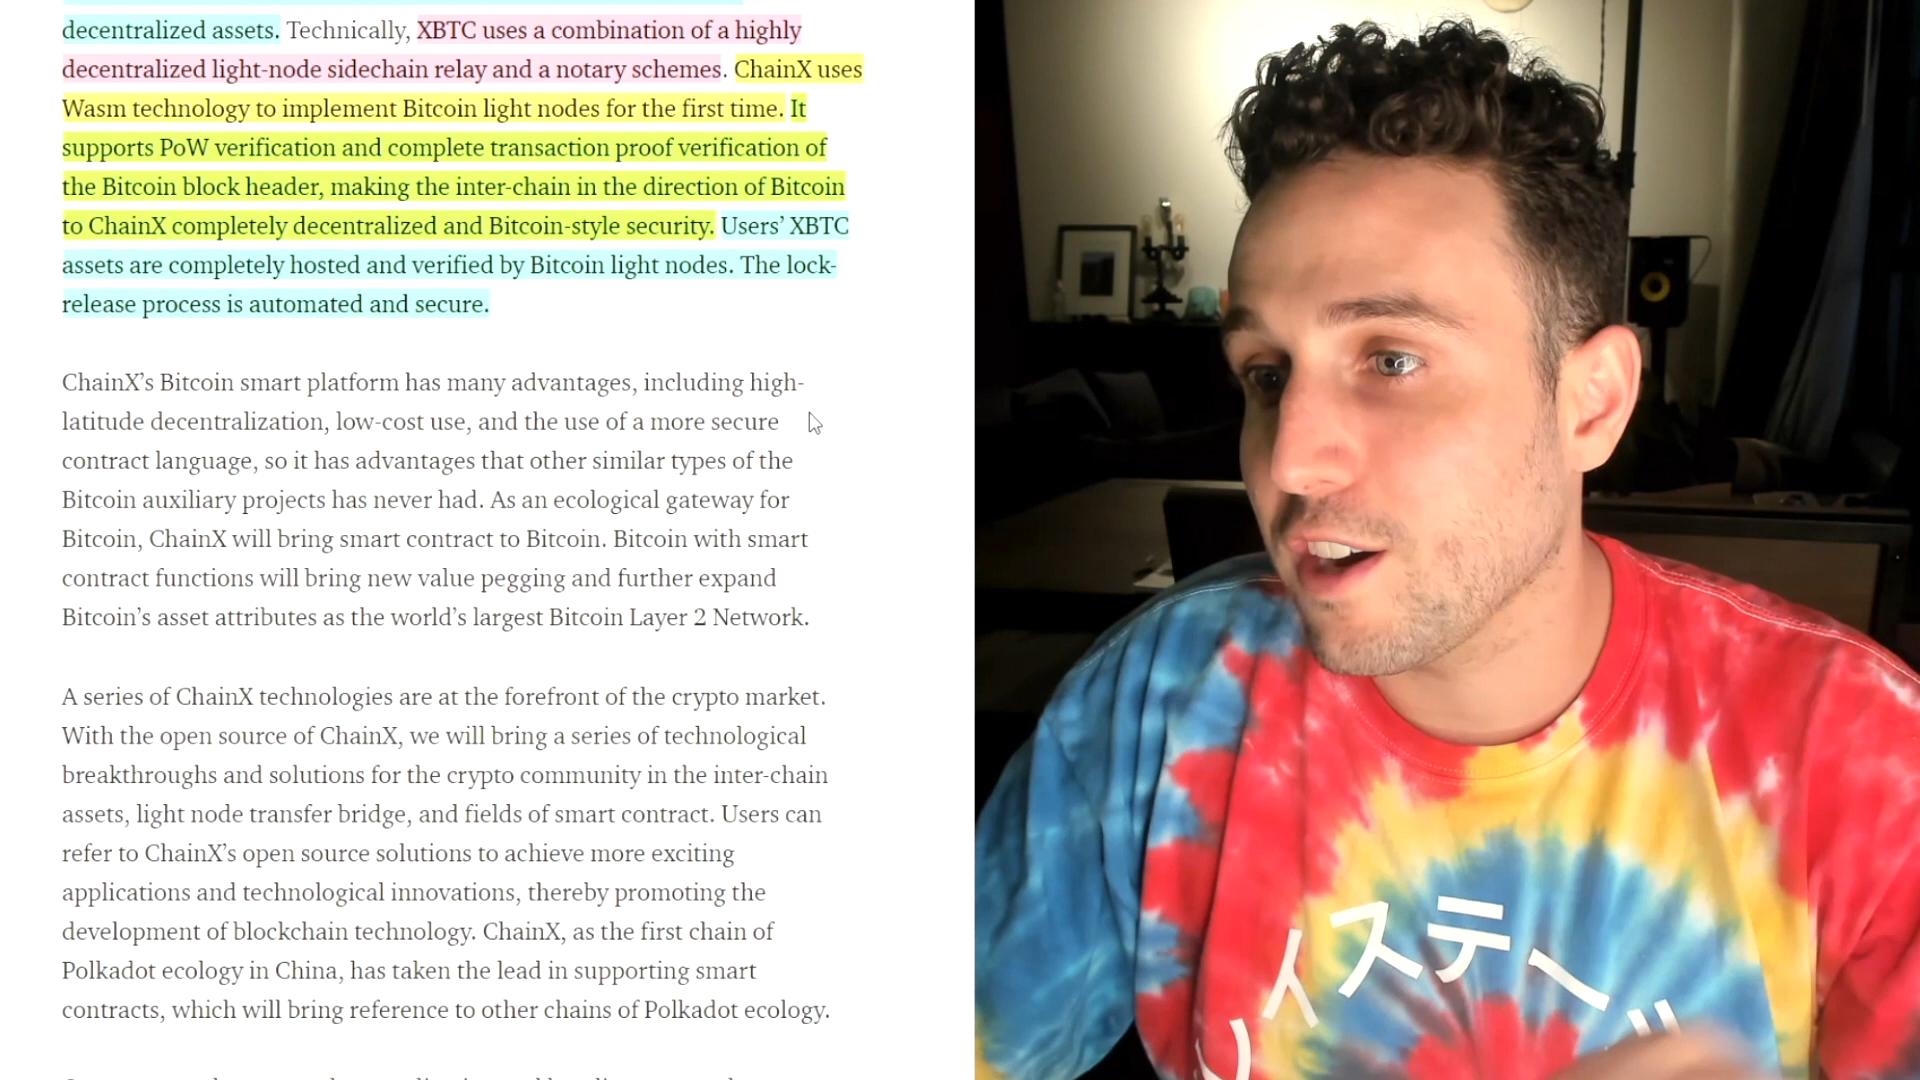 decentralized assets. Technically, XBTC uses a combination of a highly
decentralized light-node sidechain relay and a notary schemes. ChainX uses
Wasm technology to implement Bitcoin light nodes for the first time. It
supports PoW verification and complete transaction proof verification of
the Bitcoin block header, making the inter-chain in the direction of Bitcoin
to ChainX completely decentralized and Bitcoin-style security. Users’ XBTC
assets are completely hosted and verified by Bitcoin light nodes. The lock-
release process is automated and secure.
ChainX’s Bitcoin smart platform has many advantages, including high-
latitude decentralization, low-cost use, and the use of a more secure
contract language, so it has advantages that other similar types of the
Bitcoin auxiliary projects has never had. As an ecological gateway for
Bitcoin, ChainX will bring smart contract to Bitcoin. Bitcoin with smart
contract functions will bring new value pegging and further expand
Bitcoin’s asset attributes as the world’s largest Bitcoin Layer 2 Network.
A series of ChainX technologies are at the forefront of the crypto market.
With the open source of ChainX, we will bring a series of technological
breakthroughs and solutions for the crypto community in the inter-chain
assets, light node transfer bridge, and fields of smart contract. Users can
refer to ChainX’s open source solutions to achieve more exciting
applications and technological innovations, thereby promoting the
development of blockchain technology. ChainX, as the first chain of
Polkadot ecology in China, has taken the lead in supporting smart
contracts, which will bring reference to other chains of Polkadot ecology.
イステー